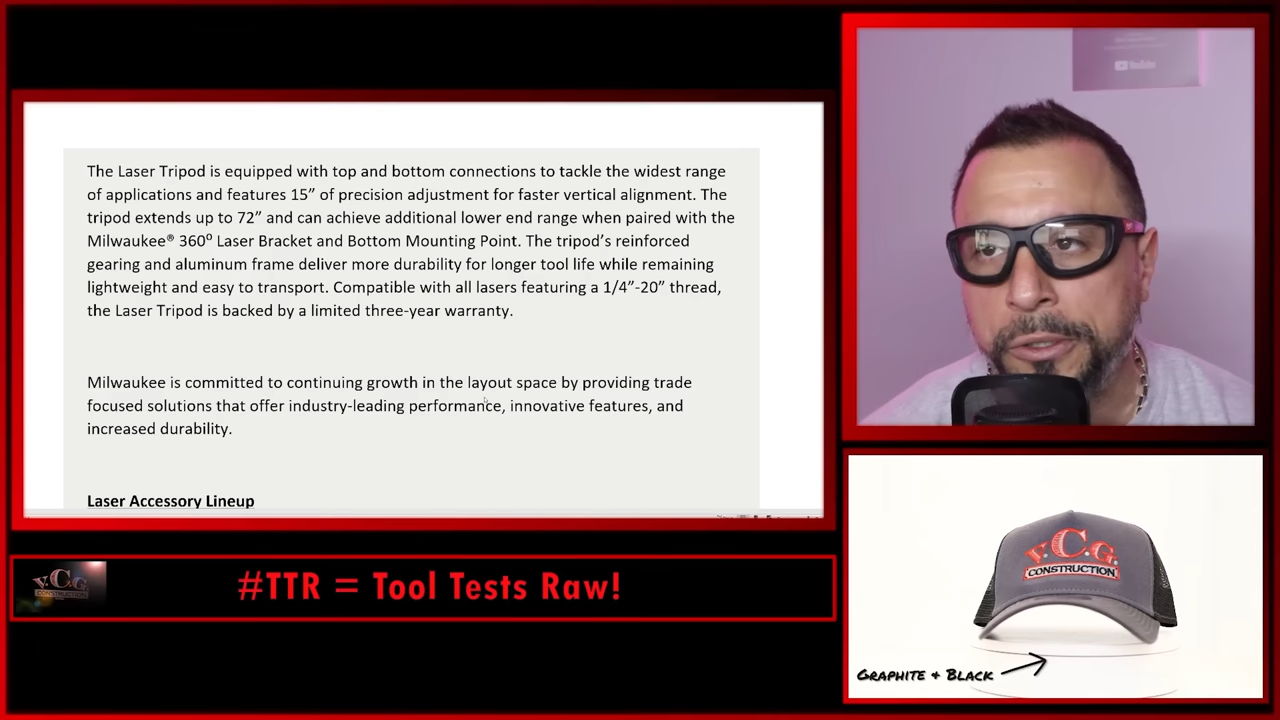 The Laser Tripod is equipped with top and bottom connections to tackle the widest range
of applications and features 15” of precision adjustment for faster vertical alignment. The
tripod extends up to 72” and can achieve additional lower end range when paired with the
Milwaukee® 360⁰ Laser Bracket and Bottom Mounting Point. The tripod’s reinforced
gearing and aluminum frame deliver more durability for longer tool life while remaining
lightweight and easy to transport. Compatible with all lasers featuring a 1/4”-20” thread,
the Laser Tripod is backed by a limited three-year warranty.
Milwaukee is committed to continuing growth in the layout space by providing trade
focused solutions that offer industry-leading performance, innovative features, and
increased durability.
Laser Accessory Lineup
YouTube
V.C.G.
CONSTRUCTION
#TTR = Tool Tests Raw!
V.C.G.
CONSTRUCTION
GRAPHITE & BLACK